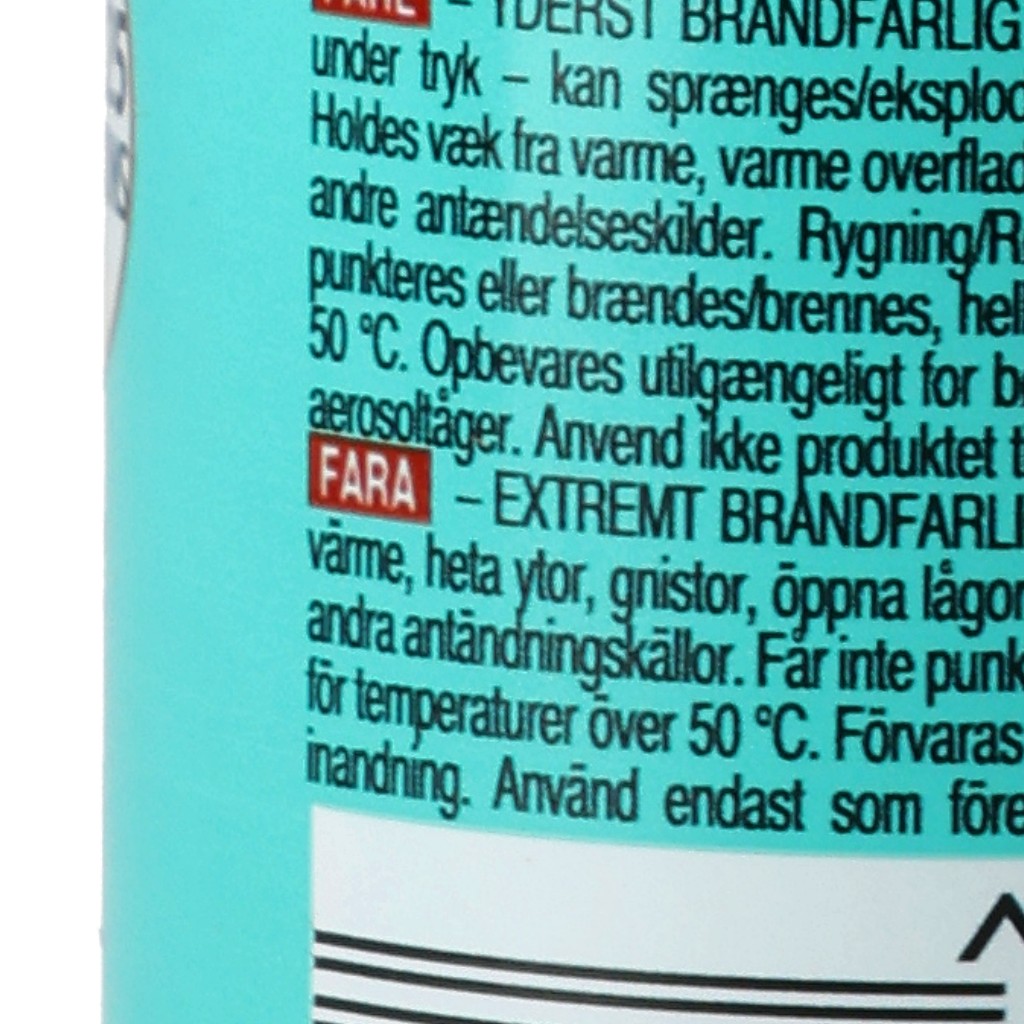 FARE – YDERST BRANDFARLIG
under tryk – kan sprænges/eksplod
Holdes væk fra varme, varme overflad
andre antændelseskilder. Rygning/R
punkteres eller brændes/brennes, hel
50 °C. Opbevares utilgængeligt for b
aerosoltåger. Anvend ikke produktet t
FARA – EXTREMT BRANDFARLI
värme, heta ytor, gnistor, öppna lågor
andra antändningskällor. Får inte punk
för temperaturer över 50 °C. Förvaras
inandning. Använd endast som före